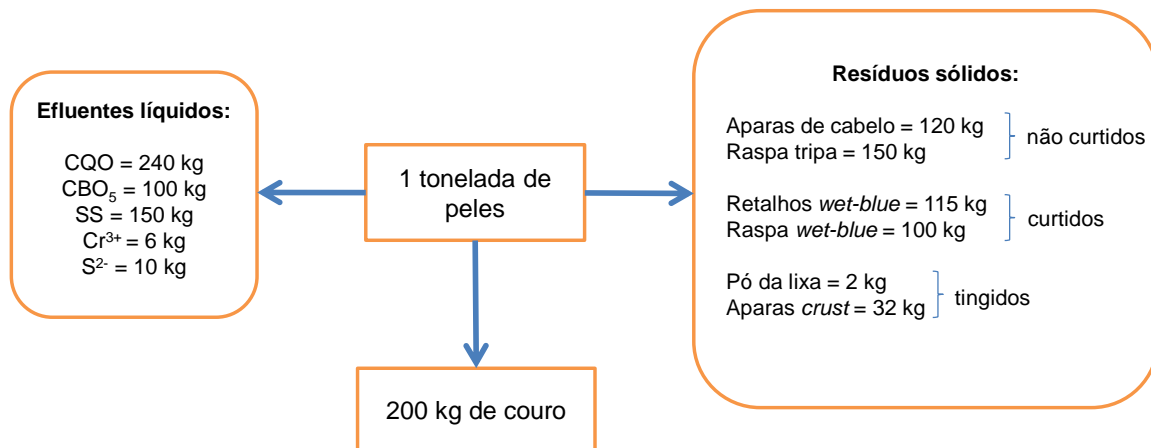 Efluentes líquidos:
CQO = 240 kg
CBO₅ = 100 kg
SS = 150 kg
Cr³⁺ = 6 kg
S²⁻ = 10 kg
1 tonelada de
peles
200 kg de couro
Resíduos sólidos:
Aparas de cabelo = 120 kg
Raspa tripa = 150 kg
não curtidos
Retalhos wet-blue = 115 kg
Raspa wet-blue = 100 kg
curtidos
Pó da lixa = 2 kg
Aparas crust = 32 kg
tingidos